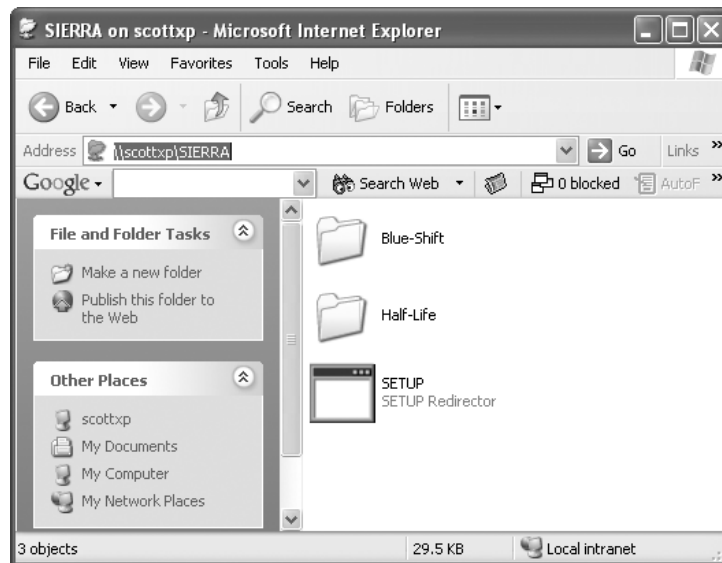 SIERRA on scottxp - Microsoft Internet Explorer
File Edit View Favorites Tools Help
Back Search Folders
Address \\scottxp\SIERRA Go Links »
Google Search Web 0 blocked AutoF »
File and Folder Tasks
Make a new folder
Publish this folder to
the Web
Other Places
scottxp
My Documents
My Computer
My Network Places
Blue-Shift
Half-Life
SETUP
SETUP Redirector
3 objects 29.5 KB Local intranet